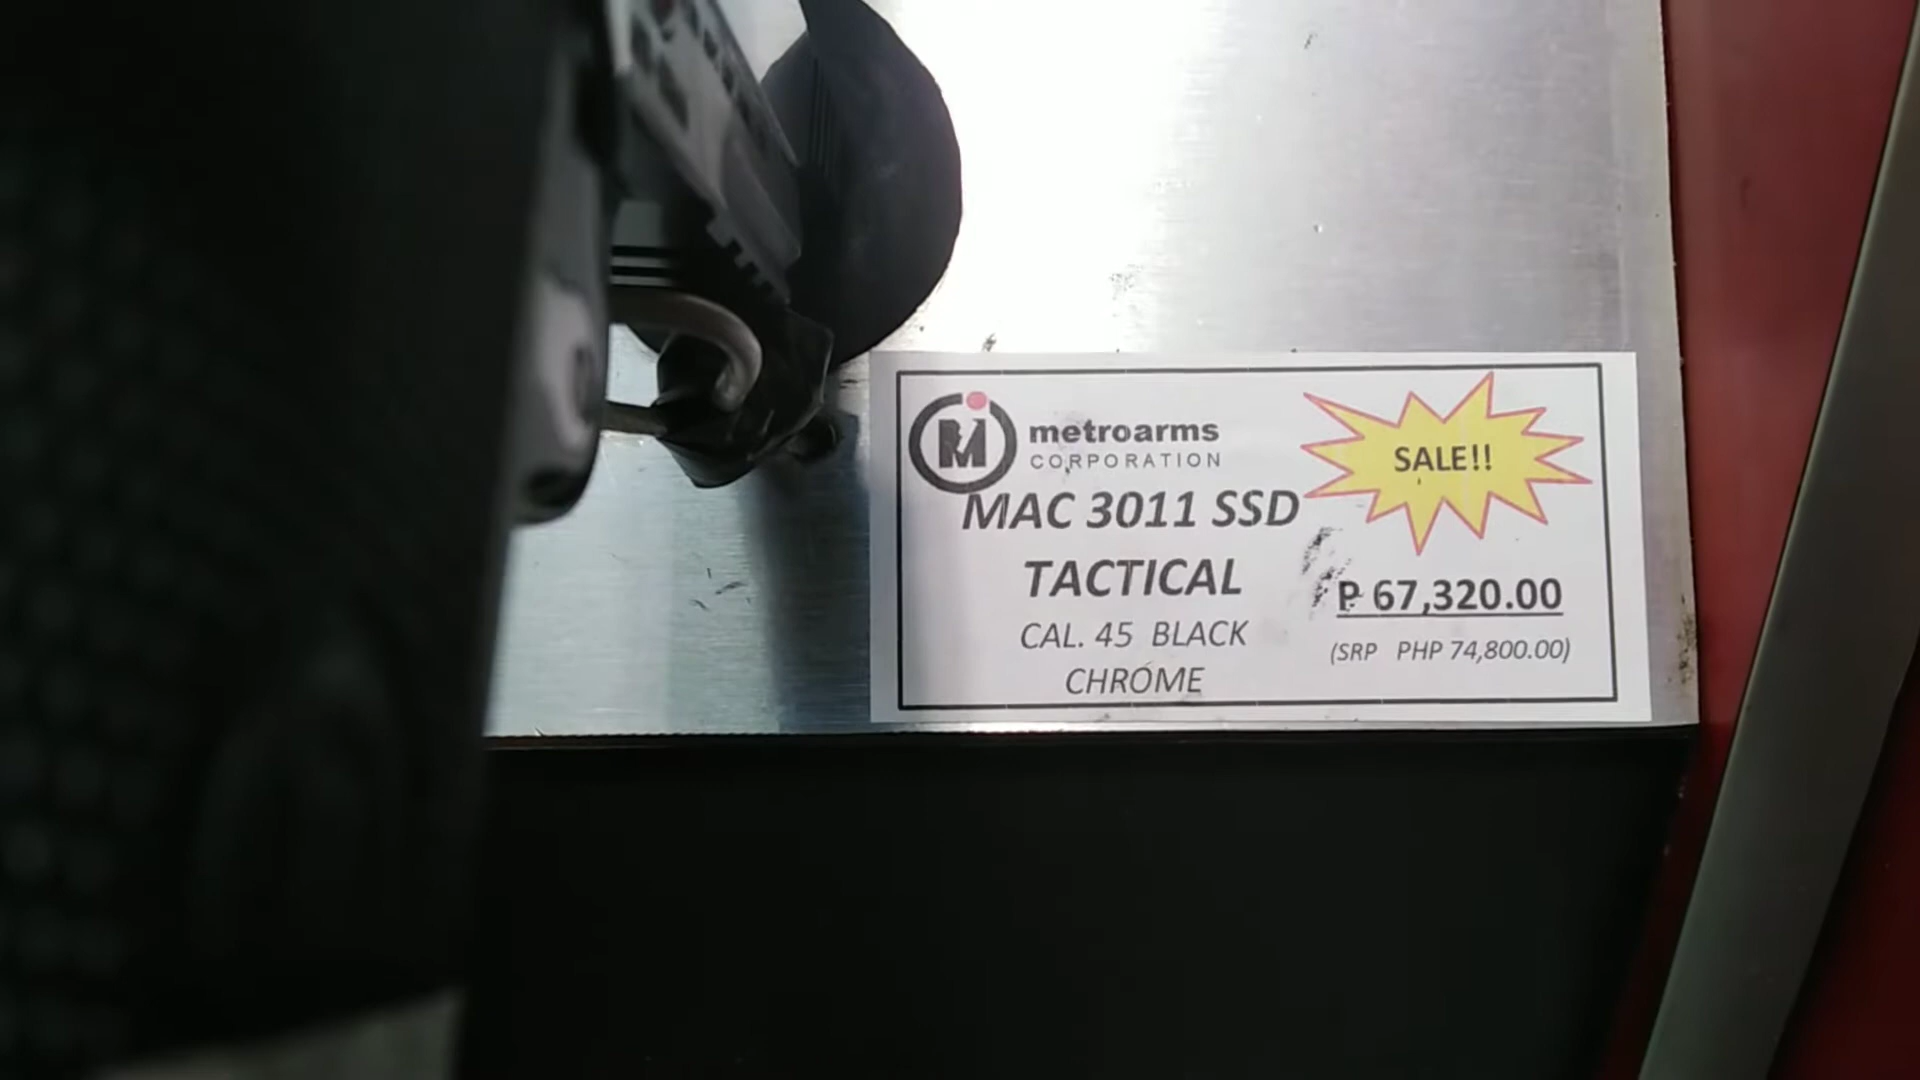 metroarms
CORPORATION
MAC 3011 SSD
TACTICAL
CAL. 45 BLACK
CHROME
SALE!!
₱ 67,320.00
(SRP PHP 74,800.00)